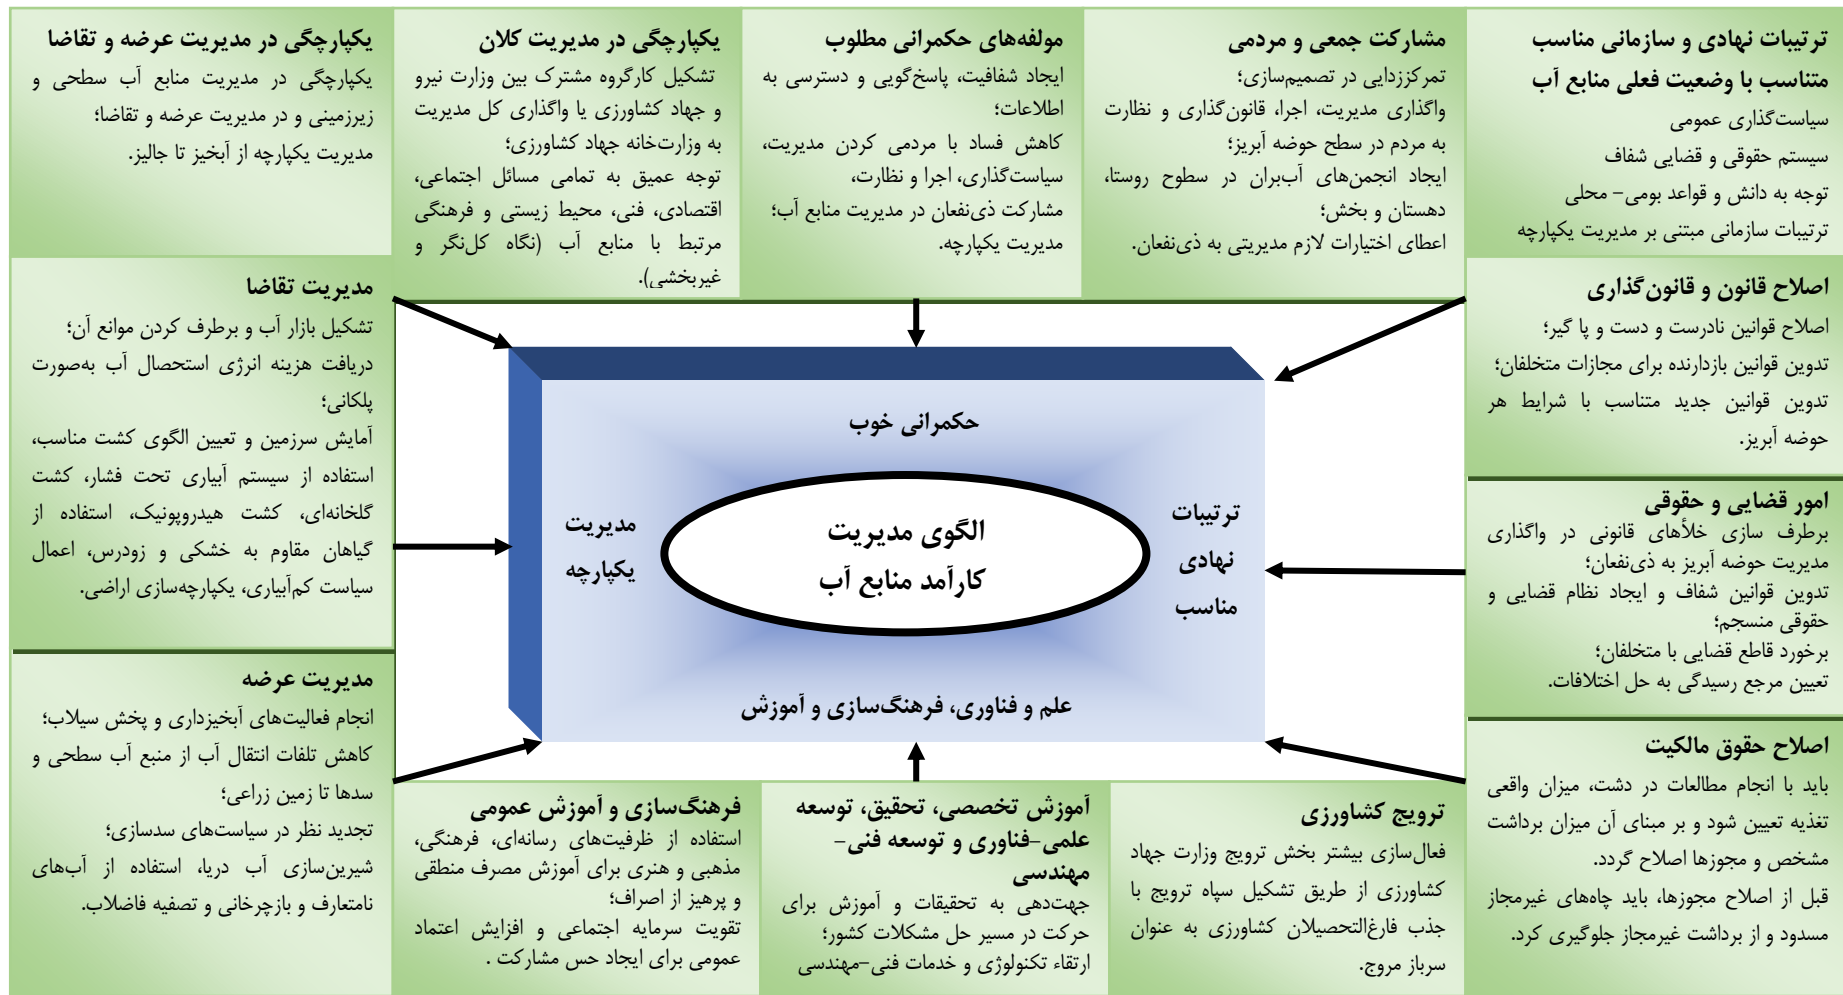 ترتیبات نهادی و سازمانی مناسب
متناسب با وضعیت فعلی منابع آب
سیاست‌گذاری عمومی
سیستم حقوقی و قضایی شفاف
توجه به دانش و قواعد بومی- محلی
ترتیبات سازمانی مبتنی بر مدیریت یکپارچه
مشارکت جمعی و مردمی
تمرکززدایی در تصمیم‌سازی؛
واگذاری مدیریت، اجرا، قانون‌گذاری و نظارت
به مردم در سطح حوضه آبریز؛
ایجاد انجمن‌های آب‌بران در سطوح روستا،
دهستان و بخش؛
اعطای اختیارات لازم مدیریتی به ذی‌نفعان.
مولفه‌های حکمرانی مطلوب
ایجاد شفافیت، پاسخ‌گویی و دسترسی به
اطلاعات؛
کاهش فساد با مردمی کردن مدیریت،
سیاست‌گذاری، اجرا و نظارت،
مشارکت ذی‌نفعان در مدیریت منابع آب؛
مدیریت یکپارچه.
یکپارچگی در مدیریت کلان
تشکیل کارگروه مشترک بین وزارت نیرو
و جهاد کشاورزی یا واگذاری کل مدیریت
به وزارت‌خانه جهاد کشاورزی؛
توجه عمیق به تمامی مسائل اجتماعی،
اقتصادی، فنی، محیط زیستی و فرهنگی
مرتبط با منابع آب (نگاه کل‌نگر و
غیربخشی).
یکپارچگی در مدیریت عرضه و تقاضا
یکپارچگی در مدیریت منابع آب سطحی و
زیرزمینی و در مدیریت عرضه و تقاضا؛
مدیریت یکپارچه از آبخیز تا جالیز.
اصلاح قانون و قانون‌گذاری
اصلاح قوانین نادرست و دست و پا گیر؛
تدوین قوانین بازدارنده برای مجازات متخلفان؛
تدوین قوانین جدید متناسب با شرایط هر
حوضه آبریز.
امور قضایی و حقوقی
برطرف سازی خلأهای قانونی در واگذاری
مدیریت حوضه آبریز به ذی‌نفعان؛
تدوین قوانین شفاف و ایجاد نظام قضایی و
حقوقی منسجم؛
برخورد قاطع قضایی با متخلفان؛
تعیین مرجع رسیدگی به حل اختلافات.
اصلاح حقوق مالکیت
باید با انجام مطالعات در دشت، میزان واقعی
تغذیه تعیین شود و بر مبنای آن میزان برداشت
مشخص و مجوزها اصلاح گردد.
قبل از اصلاح مجوزها، باید چاه‌های غیرمجاز
مسدود و از برداشت غیرمجاز جلوگیری کرد.
حکمرانی خوب
ترتیبات
نهادی
مناسب
الگوی مدیریت
کارآمد منابع آب
مدیریت
یکپارچه
علم و فناوری، فرهنگ‌سازی و آموزش
مدیریت تقاضا
تشکیل بازار آب و برطرف کردن موانع آن؛
دریافت هزینه انرژی استحصال آب به‌صورت
پلکانی؛
آمایش سرزمین و تعیین الگوی کشت مناسب،
استفاده از سیستم آبیاری تحت فشار، کشت
گلخانه‌ای، کشت هیدروپونیک، استفاده از
گیاهان مقاوم به خشکی و زودرس، اعمال
سیاست کم‌آبیاری، یکپارچه‌سازی اراضی.
مدیریت عرضه
انجام فعالیت‌های آبخیزداری و پخش سیلاب؛
کاهش تلفات انتقال آب از منبع آب سطحی و
سدها تا زمین زراعی؛
تجدید نظر در سیاست‌های سدسازی؛
شیرین‌سازی آب دریا، استفاده از آب‌های
نامتعارف و بازچرخانی و تصفیه فاضلاب.
ترویج کشاورزی
فعال‌سازی بیشتر بخش ترویج وزارت جهاد
کشاورزی از طریق تشکیل سپاه ترویج با
جذب فارغ‌التحصیلان کشاورزی به عنوان
سرباز مروج.
آموزش تخصصی، تحقیق، توسعه
علمی-فناوری و توسعه فنی-
مهندسی
جهت‌دهی به تحقیقات و آموزش برای
حرکت در مسیر حل مشکلات کشور؛
ارتقاء تکنولوژی و خدمات فنی-مهندسی
فرهنگ‌سازی و آموزش عمومی
استفاده از ظرفیت‌های رسانه‌ای، فرهنگی،
مذهبی و هنری برای آموزش مصرف منطقی
و پرهیز از اصراف؛
تقویت سرمایه اجتماعی و افزایش اعتماد
عمومی برای ایجاد حس مشارکت .